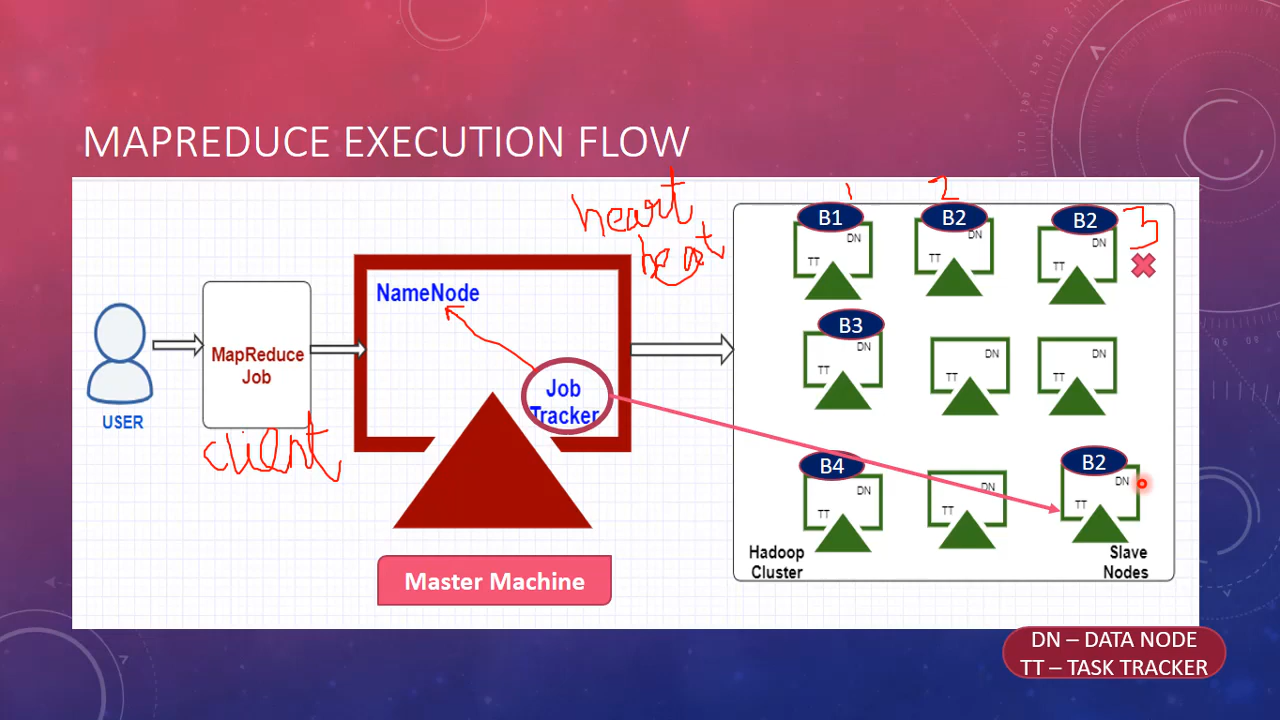 MAPREDUCE EXECUTION FLOW
heart
beat
1
2
3
B1
DN
TT
B2
DN
TT
B2
DN
TT
NameNode
B3
DN
TT
DN
TT
DN
TT
MapReduce
Job
Job
Tracker
USER
client
B4
DN
TT
DN
TT
B2
DN
TT
Hadoop
Cluster
Slave
Nodes
Master Machine
DN – DATA NODE
TT – TASK TRACKER